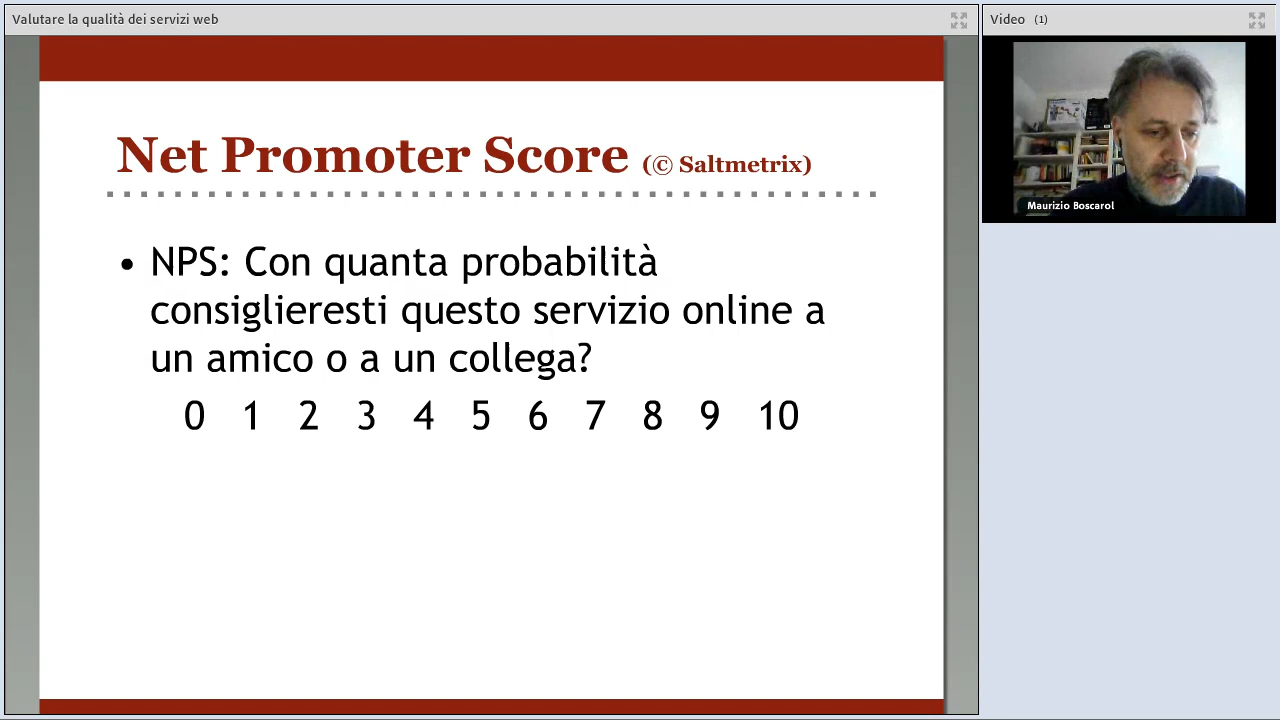 Valutare la qualità dei servizi web
Video (1)
Net Promoter Score (© Saltmetrix)
• NPS: Con quanta probabilità
consiglieresti questo servizio online a
un amico o a un collega?
0 1 2 3 4 5 6 7 8 9 10
Maurizio Boscarol